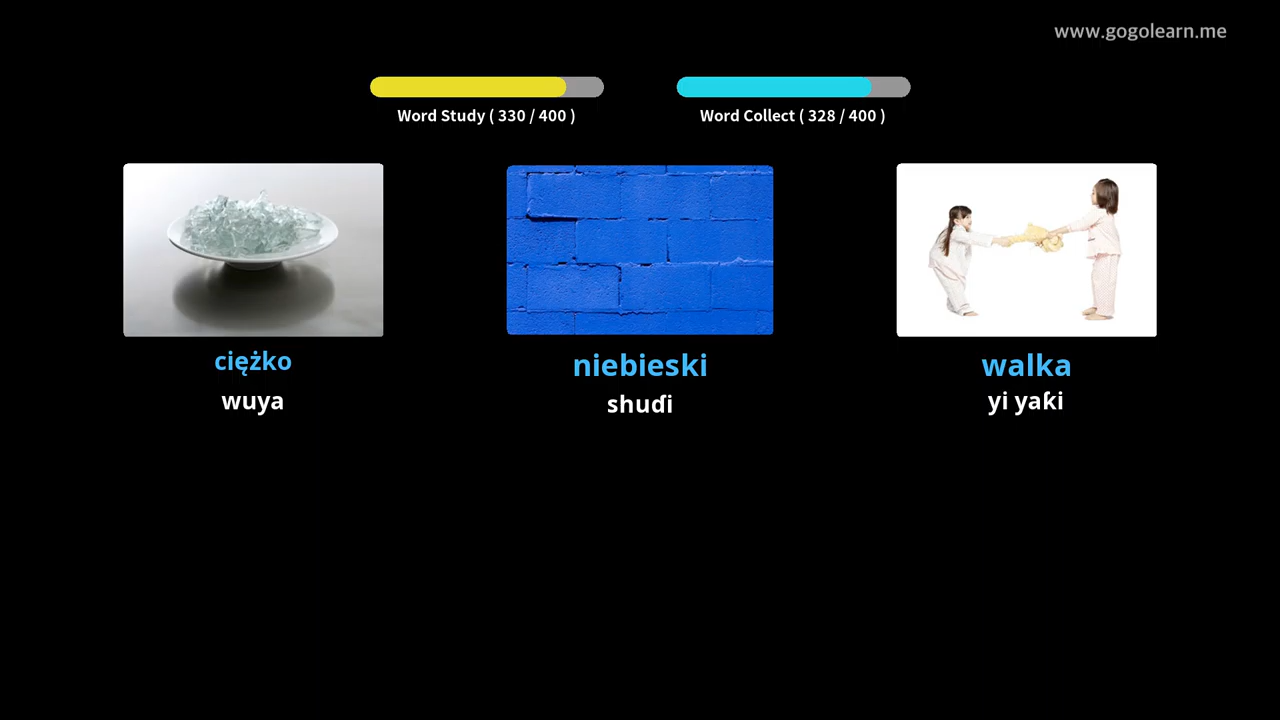 www.gogolearn.me
Word Study ( 330 / 400 )
Word Collect ( 328 / 400 )
ciężko
niebieski
walka
wuya
shuɗi
yi yaƙi